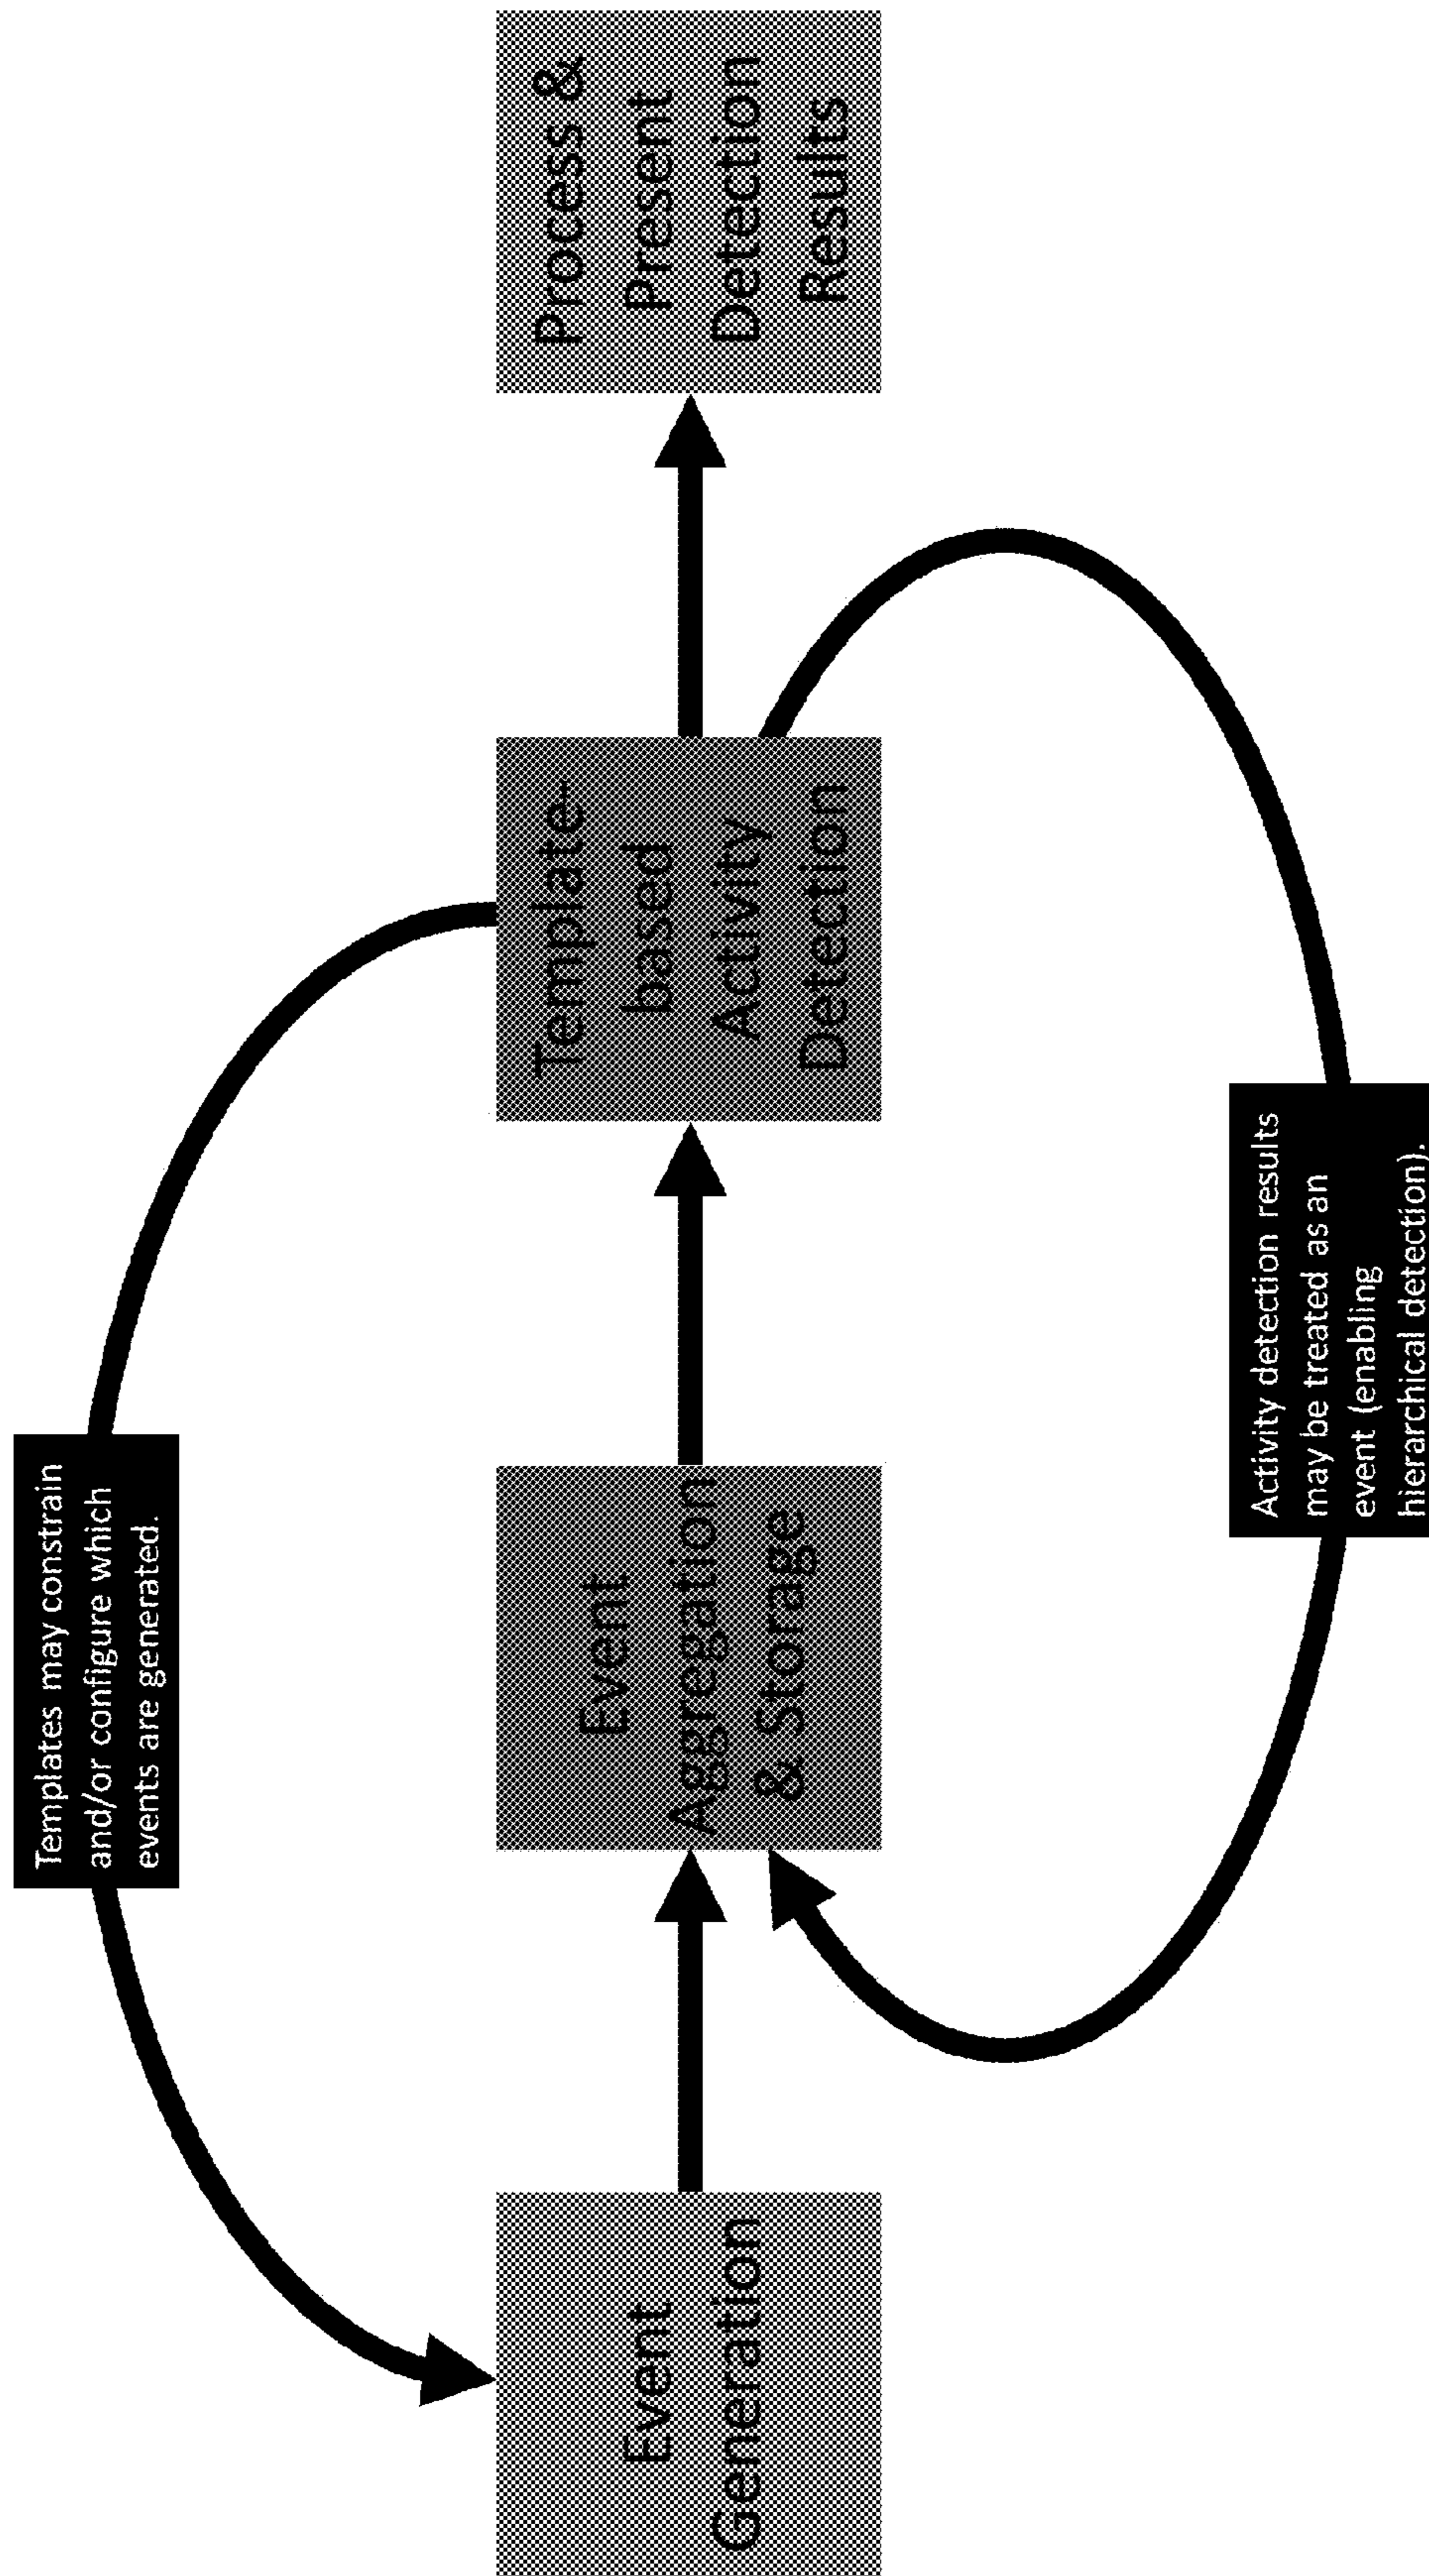 Templates may constrain
and/or configure which
events are generated.
Event
Generation
Event
Aggregation
& Storage
Template-
based
Activity
Detection
Process &
Present
Detection
Results
Activity detection results
may be treated as an
event (enabling
hierarchical detection).